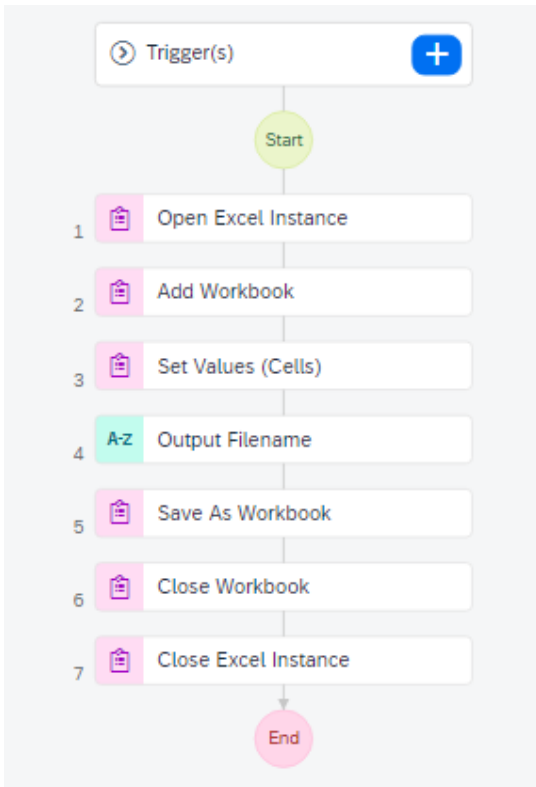 Trigger(s)
Start
1 Open Excel Instance
2 Add Workbook
3 Set Values (Cells)
4 A-Z Output Filename
5 Save As Workbook
6 Close Workbook
7 Close Excel Instance
End